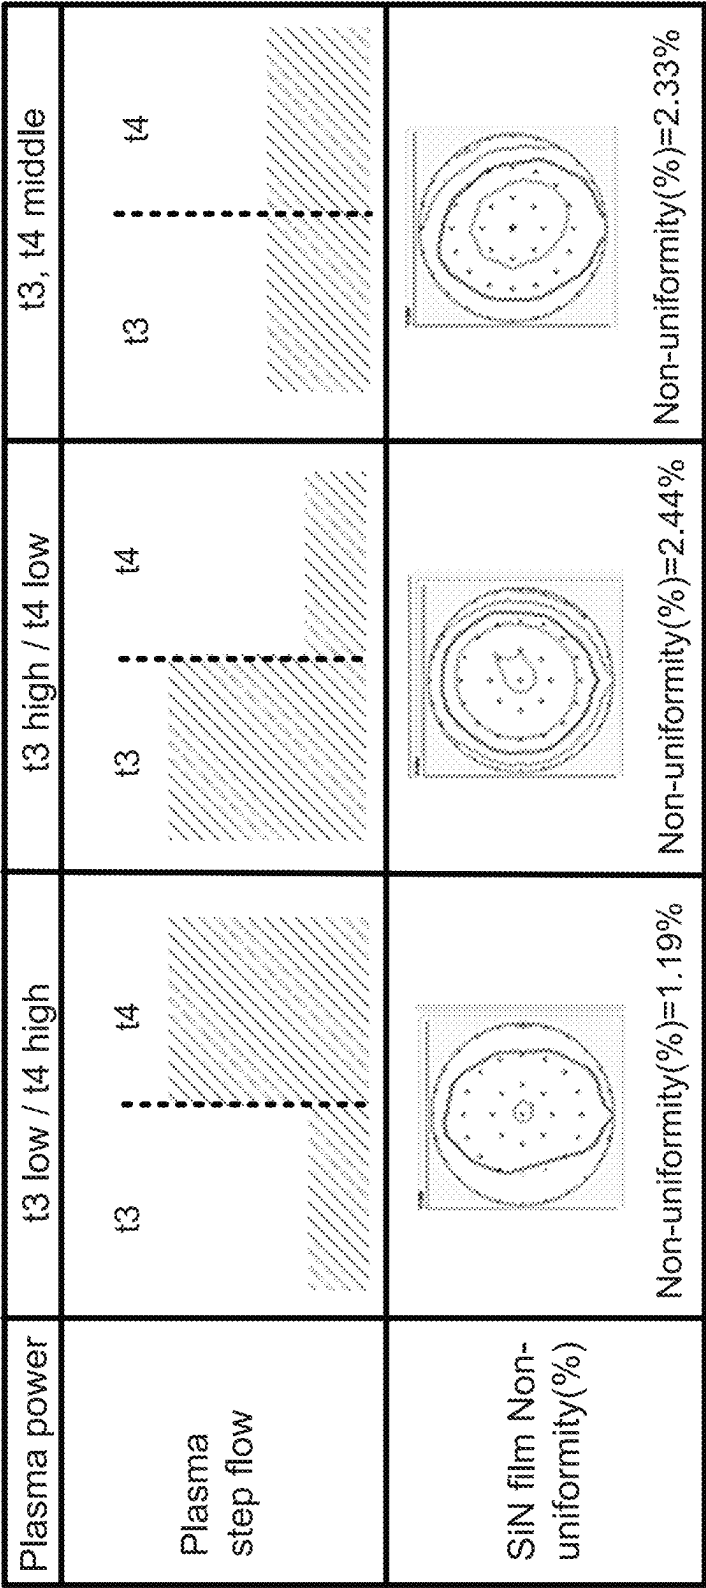 Plasma power
t3 low / t4 high
t3 high / t4 low
t3, t4 middle
Plasma
step flow
t3
t4
t3
t4
t3
t4
SiN film Non-
uniformity(%)
Non-uniformity(%)=1.19%
Non-uniformity(%)=2.44%
Non-uniformity(%)=2.33%